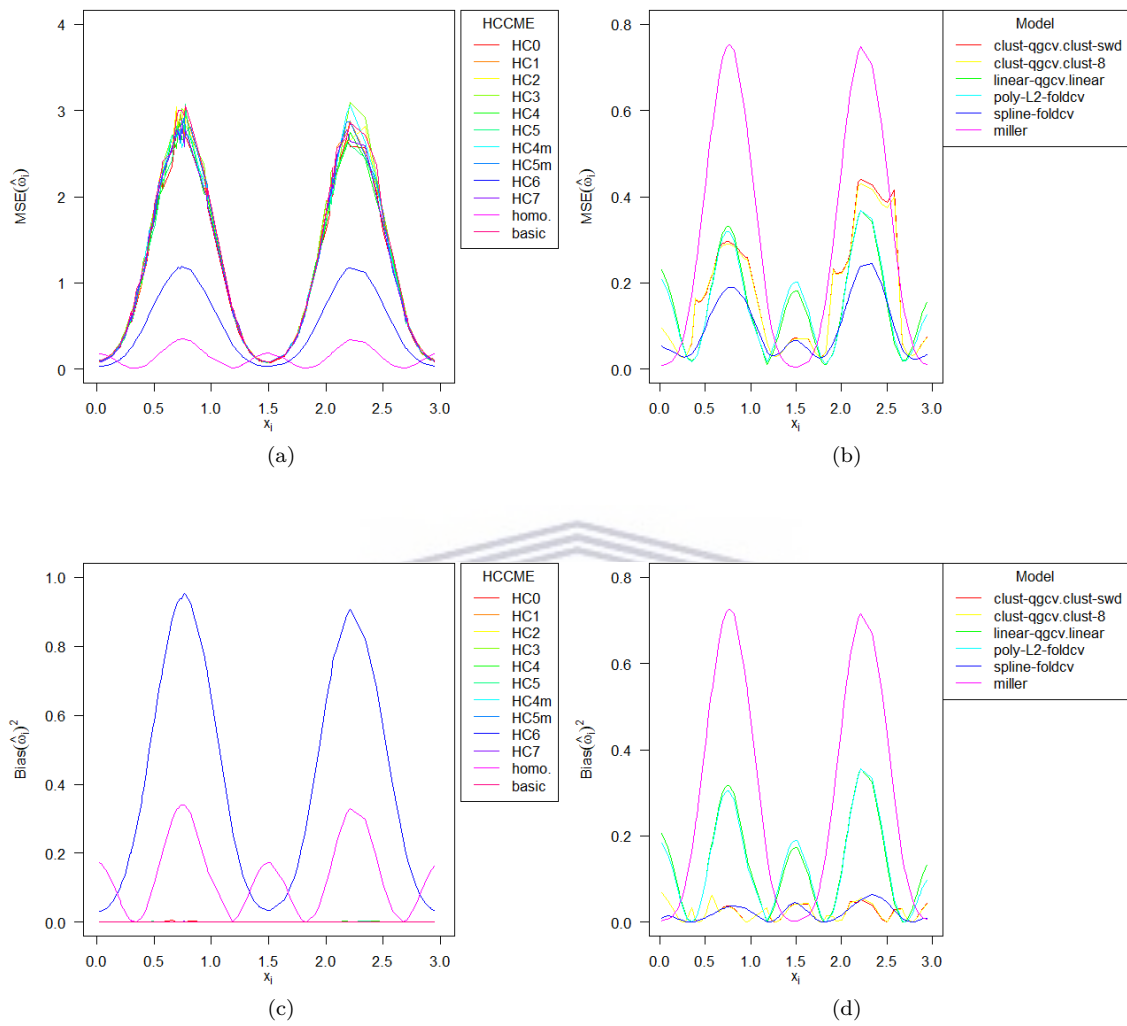 4
3
2
1
0
MSE(ω̂i)
0.0 0.5 1.0 1.5 2.0 2.5 3.0
xi
HCCME
HC0
HC1
HC2
HC3
HC4
HC5
HC4m
HC5m
HC6
HC7
homo.
basic
(a)
0.8
0.6
0.4
0.2
0.0
MSE(ω̂i)
0.0 0.5 1.0 1.5 2.0 2.5 3.0
xi
Model
clust-qgcv.clust-swd
clust-qgcv.clust-8
linear-qgcv.linear
poly-L2-foldcv
spline-foldcv
miller
(b)
1.0
0.8
0.6
0.4
0.2
0.0
Bias(ω̂i)²
0.0 0.5 1.0 1.5 2.0 2.5 3.0
xi
HCCME
HC0
HC1
HC2
HC3
HC4
HC5
HC4m
HC5m
HC6
HC7
homo.
basic
(c)
0.8
0.6
0.4
0.2
0.0
Bias(ω̂i)²
0.0 0.5 1.0 1.5 2.0 2.5 3.0
xi
Model
clust-qgcv.clust-swd
clust-qgcv.clust-8
linear-qgcv.linear
poly-L2-foldcv
spline-foldcv
miller
(d)